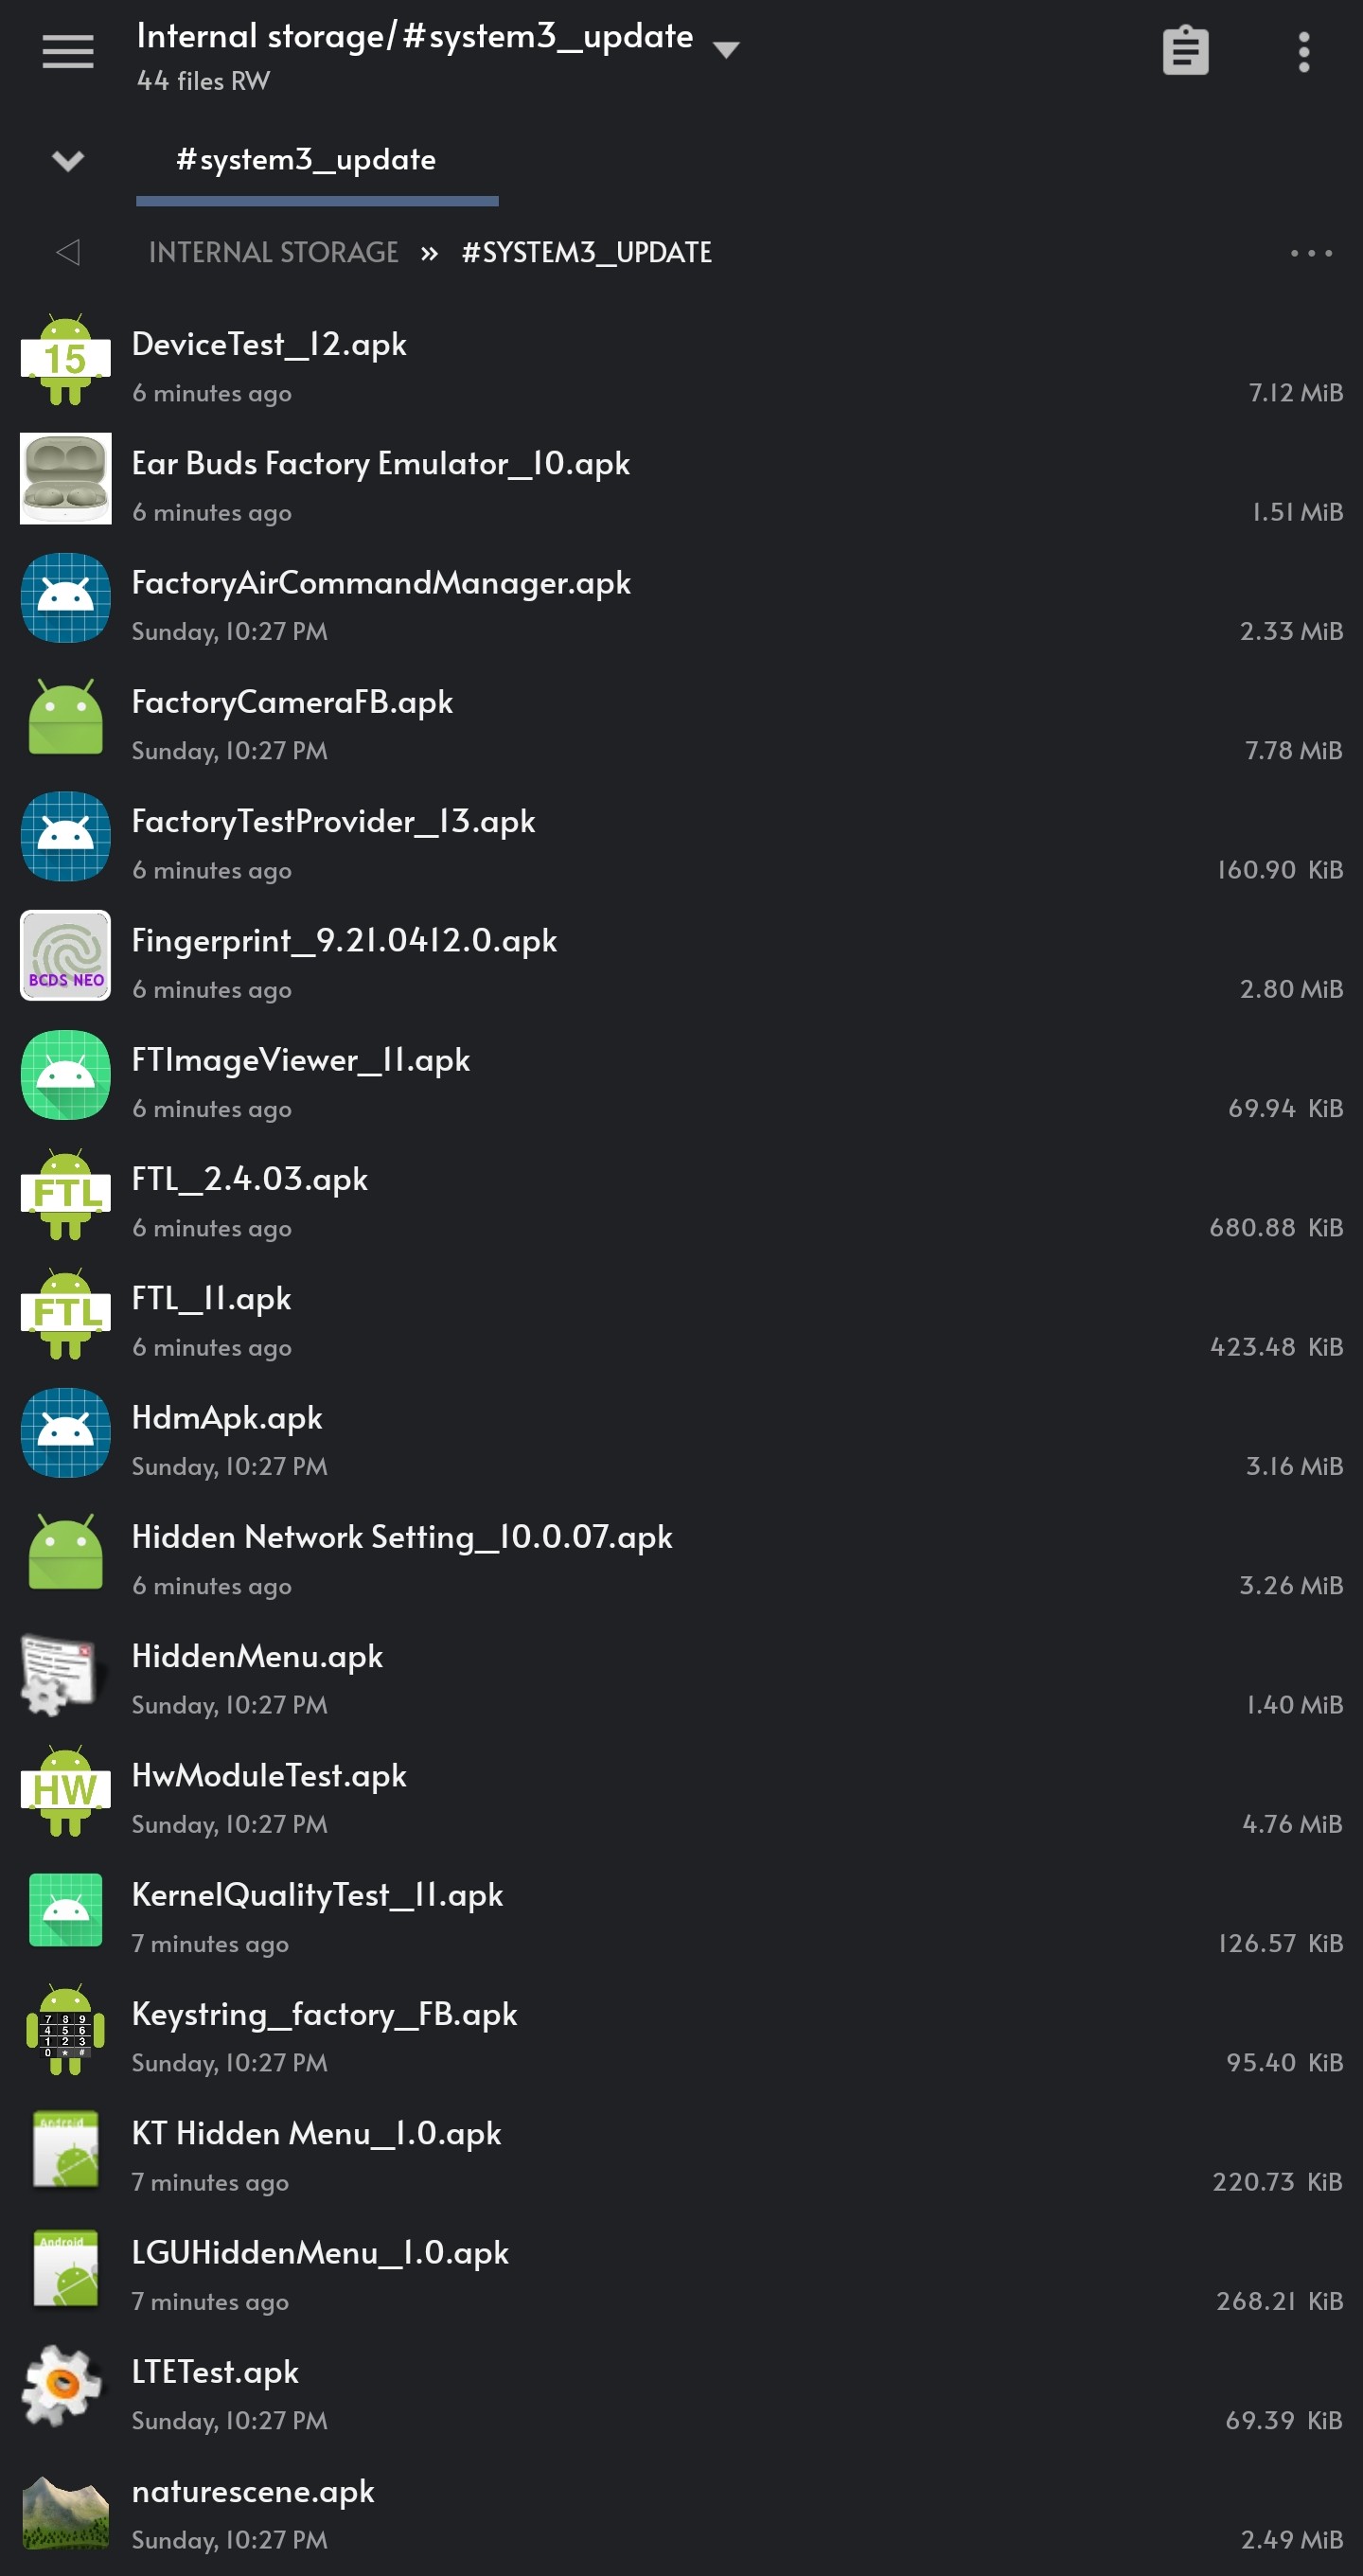 Internal storage/#system3_update
44 files RW
#system3_update
INTERNAL STORAGE » #SYSTEM3_UPDATE
15
DeviceTest_12.apk
6 minutes ago 7.12 MiB
Ear Buds Factory Emulator_10.apk
6 minutes ago 1.51 MiB
FactoryAirCommandManager.apk
Sunday, 10:27 PM 2.33 MiB
FactoryCameraFB.apk
Sunday, 10:27 PM 7.78 MiB
FactoryTestProvider_13.apk
6 minutes ago 160.90 KiB
Fingerprint_9.21.0412.0.apk
BCDS NEO
6 minutes ago 2.80 MiB
FTImageViewer_11.apk
6 minutes ago 69.94 KiB
FTL_2.4.03.apk
FTL
6 minutes ago 680.88 KiB
FTL_11.apk
FTL
6 minutes ago 423.48 KiB
HdmApk.apk
Sunday, 10:27 PM 3.16 MiB
Hidden Network Setting_10.0.07.apk
6 minutes ago 3.26 MiB
HiddenMenu.apk
Sunday, 10:27 PM 1.40 MiB
HwModuleTest.apk
HW
Sunday, 10:27 PM 4.76 MiB
KernelQualityTest_11.apk
7 minutes ago 126.57 KiB
Keystring_factory_FB.apk
7 8 9
4 5 6
1 2 3
0 * #
Sunday, 10:27 PM 95.40 KiB
Android
KT Hidden Menu_1.0.apk
7 minutes ago 220.73 KiB
Android
LGUHiddenMenu_1.0.apk
7 minutes ago 268.21 KiB
LTETest.apk
Sunday, 10:27 PM 69.39 KiB
naturescene.apk
Sunday, 10:27 PM 2.49 MiB